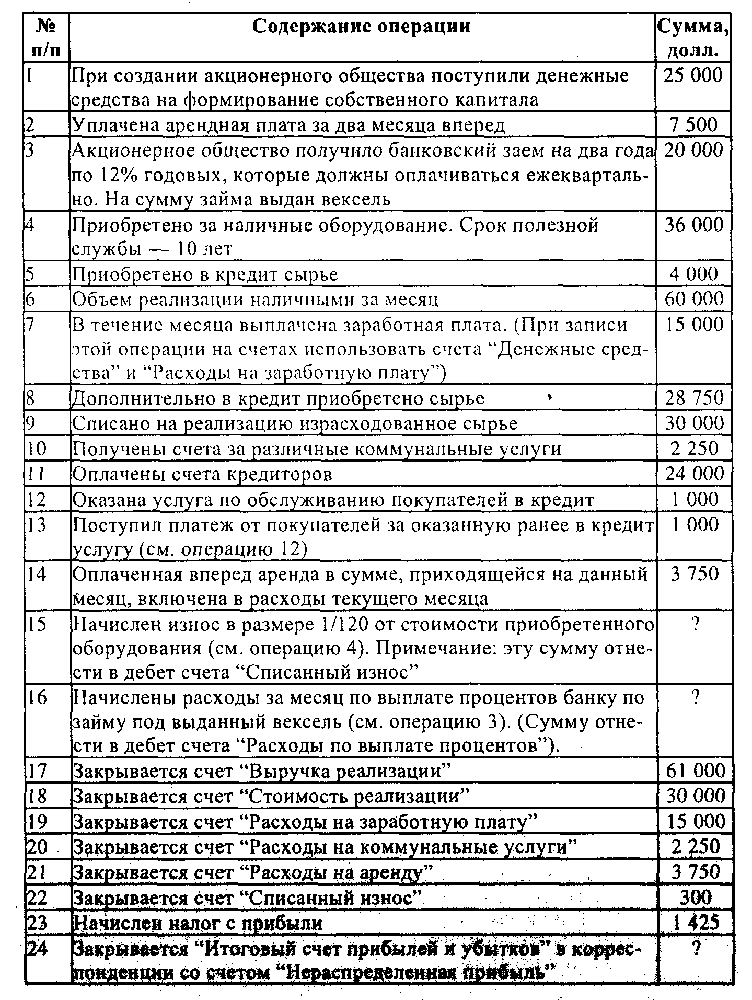 № п/п Содержание операции Сумма, долл.
1 При создании акционерного общества поступили денежные 25 000
средства на формирование собственного капитала
2 Уплачена арендная плата за два месяца вперед 7 500
3 Акционерное общество получило банковский заем на два года 20 000
по 12% годовых, которые должны оплачиваться ежекварталь-
но. На сумму займа выдан вексель
4 Приобретено за наличные оборудование. Срок полезной 36 000
службы — 10 лет
5 Приобретено в кредит сырье 4 000
6 Объем реализации наличными за месяц 60 000
7 В течение месяца выплачена заработная плата. (При записи 15 000
этой операции на счетах использовать счета “Денежные сред-
ства” и “Расходы на заработную плату”)
8 Дополнительно в кредит приобретено сырье 28 750
9 Списано на реализацию израсходованное сырье 30 000
10 Получены счета за различные коммунальные услуги 2 250
11 Оплачены счета кредиторов 24 000
12 Оказана услуга по обслуживанию покупателей в кредит 1 000
13 Поступил платеж от покупателей за оказанную ранее в кредит 1 000
услугу (см. операцию 12)
14 Оплаченная вперед аренда в сумме, приходящейся на данный 3 750
месяц, включена в расходы текущего месяца
15 Начислен износ в размере 1/120 от стоимости приобретенного ?
оборудования (см. операцию 4). Примечание: эту сумму отне-
сти в дебет счета “Списанный износ”
16 Начислены расходы за месяц по выплате процентов банку по ?
займу под выданный вексель (см. операцию 3). (Сумму отне-
сти в дебет счета “Расходы по выплате процентов”).
17 Закрывается счет “Выручка реализации” 61 000
18 Закрывается счет “Стоимость реализации” 30 000
19 Закрывается счет “Расходы на заработную плату” 15 000
20 Закрывается счет “Расходы на коммунальные услуги” 2 250
21 Закрывается счет “Расходы на аренду” 3 750
22 Закрывается счет “Списанный износ” 300
23 Начислен налог с прибыли 1 425
24 Закрывается “Итоговый счет прибылей и убытков” в коррес- ?
понденции со счетом “Нераспределенная прибыль”